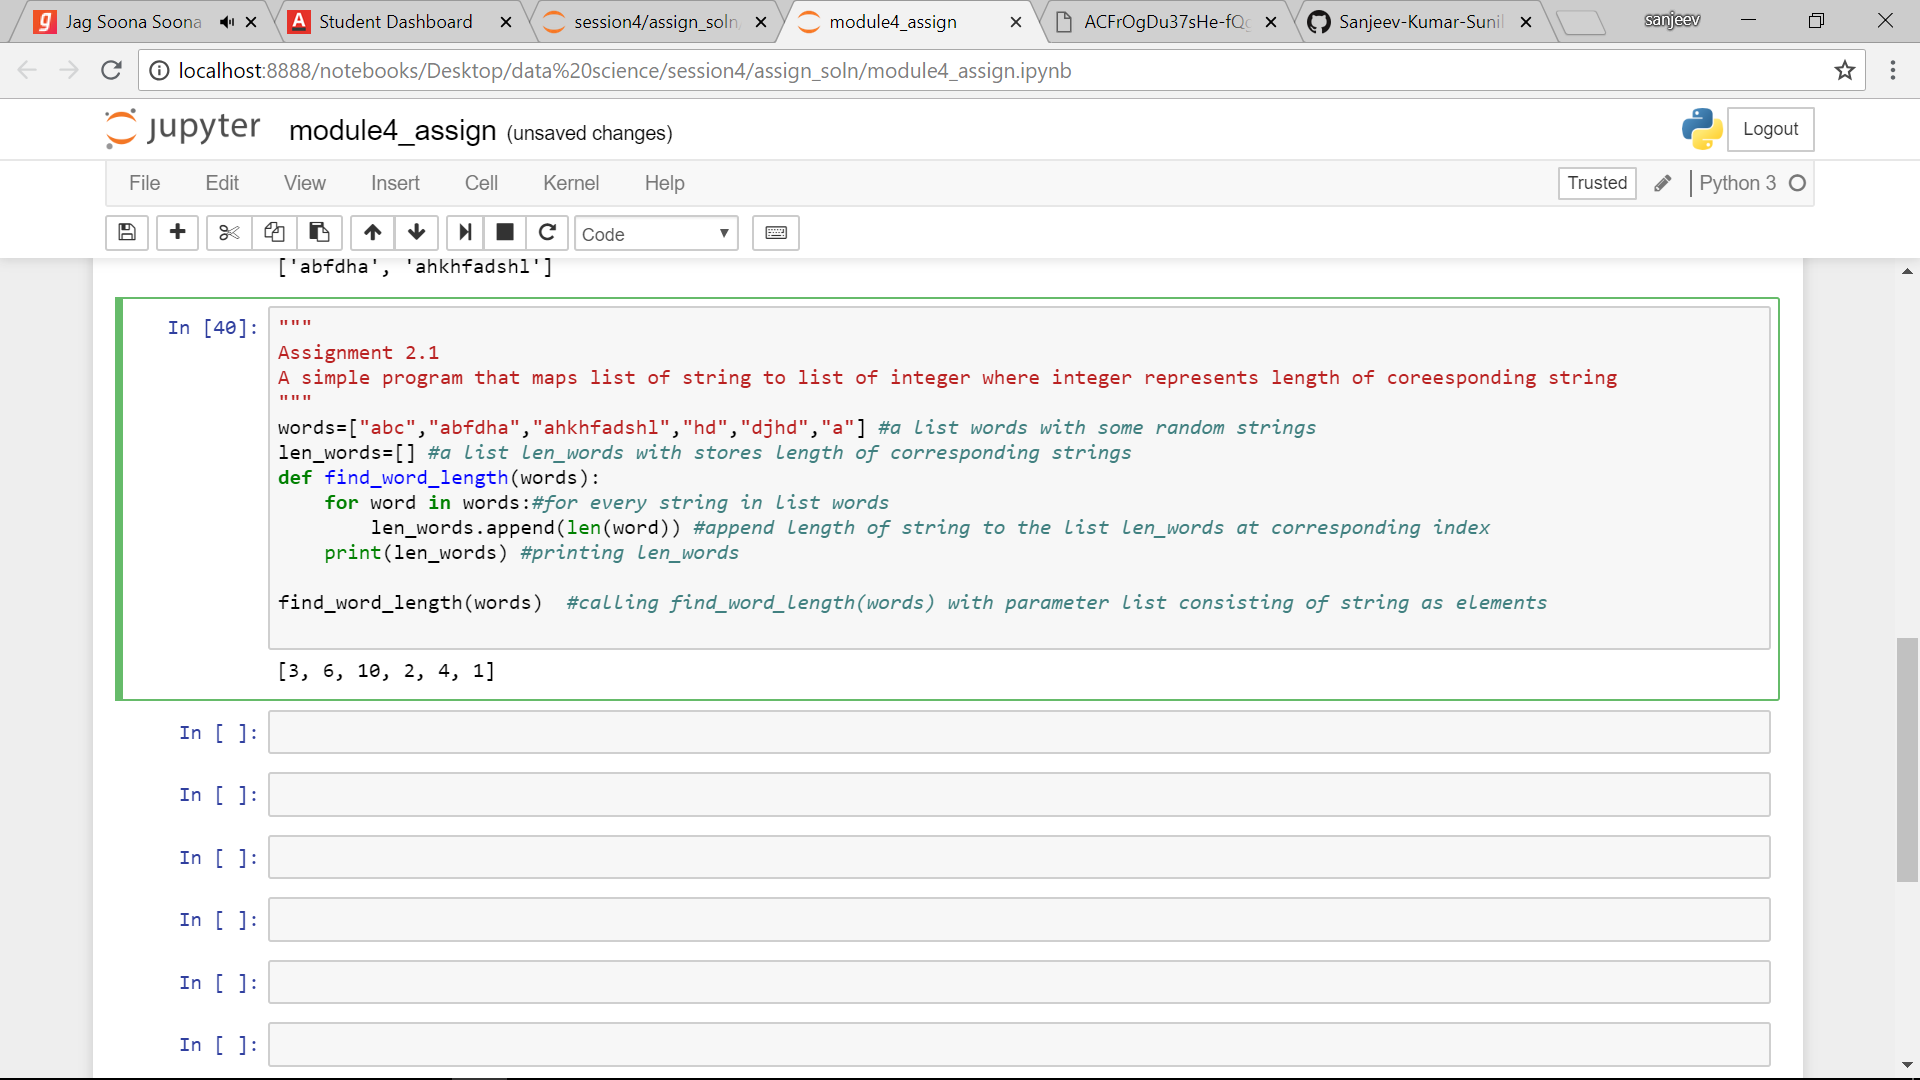 Jag Soona Soona
Student Dashboard
session4/assign_soln
module4_assign
ACFrOgDu37sHe-fQ
Sanjeev-Kumar-Sunil
sanjeev
localhost:8888/notebooks/Desktop/data%20science/session4/assign_soln/module4_assign.ipynb
jupyter module4_assign (unsaved changes)
Logout
File Edit View Insert Cell Kernel Help
Trusted
Python 3
Code
['abfdha', 'ahkhfadshl']
In [40]: """
Assignment 2.1
A simple program that maps list of string to list of integer where integer represents length of coreesponding string
"""
words=["abc","abfdha","ahkhfadshl","hd","djhd","a"] #a list words with some random strings
len_words=[] #a list len_words with stores length of corresponding strings
def find_word_length(words):
    for word in words:#for every string in list words
        len_words.append(len(word)) #append length of string to the list len_words at corresponding index
    print(len_words) #printing len_words
find_word_length(words)  #calling find_word_length(words) with parameter list consisting of string as elements
[3, 6, 10, 2, 4, 1]
In [ ]:
In [ ]:
In [ ]:
In [ ]:
In [ ]:
In [ ]: